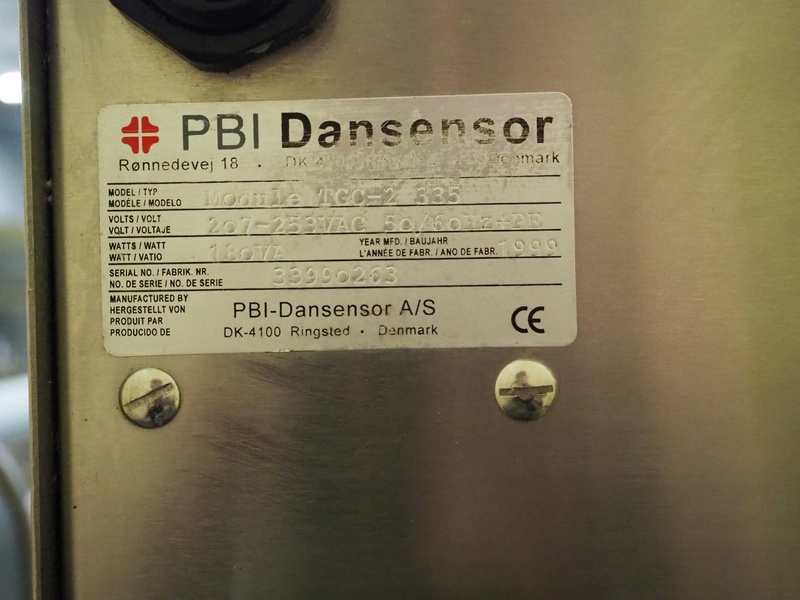 PBI Dansensor
Rønnedevej 18 . DK-4100 Denmark
MODEL / TYP
MODÈLE / MODELO
Module TGC-2 335
VOLTS / VOLT
VOLT / VOLTAJE
207-253VAC 50/60Hz+PE
WATTS / WATT
WATT / VATIO
180VA
YEAR MFD. / BAUJAHR
L'ANNÉE DE FABR. / ANO DE FABR.
1999
SERIAL NO. / FABRIK. NR.
NO. DE SERIE / NO. DE SERIE
33990263
MANUFACTURED BY
HERGESTELLT VON
PRODUIT PAR
PRODUCIDO DE
PBI-Dansensor A/S
DK-4100 Ringsted · Denmark
CE